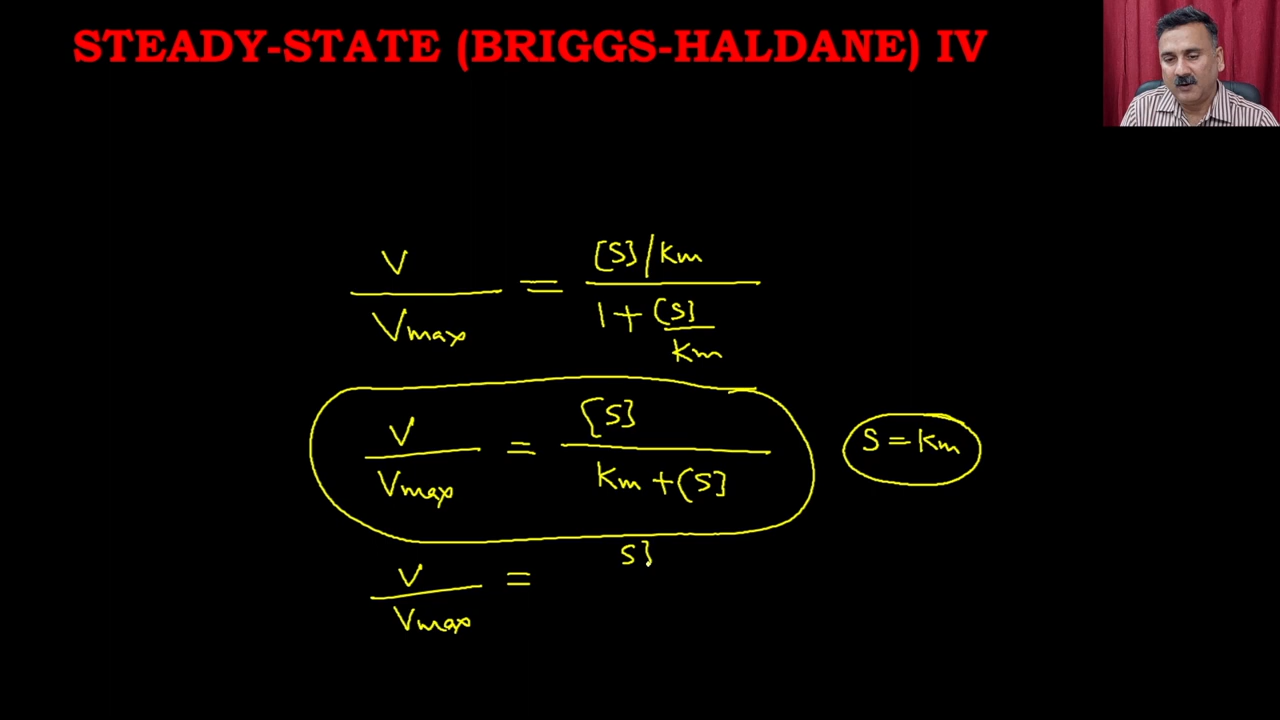 STEADY-STATE (BRIGGS-HALDANE) IV
V / Vmax = [S]/Km / 1 + [S] / Km
V / Vmax = [S] / Km + [S]
S = Km
V / Vmax = S]